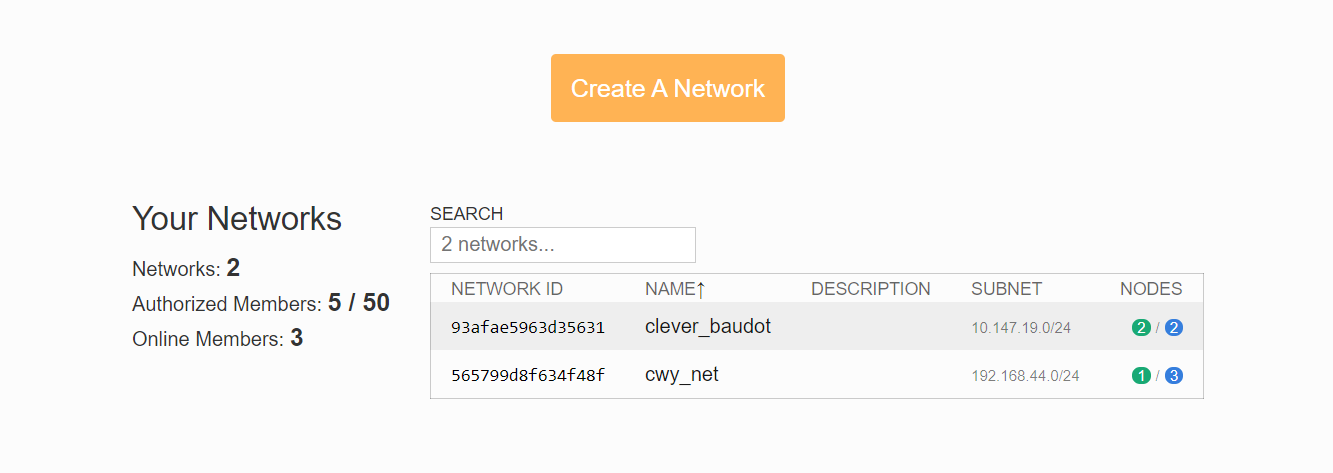 Create A Network
Your Networks
Networks: 2
Authorized Members: 5 / 50
Online Members: 3
SEARCH
2 networks...
NETWORK ID NAME↑ DESCRIPTION SUBNET NODES
93afae5963d35631 clever_baudot 10.147.19.0/24 2 / 2
565799d8f634f48f cwy_net 192.168.44.0/24 1 / 3